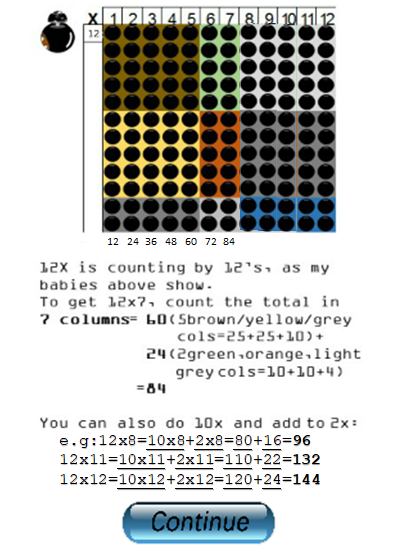 X 1 2 3 4 5 6 7 8 9 10 11 12
12
12 24 36 48 60 72 84
12X is counting by 12's, as my
babies above show.
To get 12x7, count the total in
7 columns= 60(5brown/yellow/grey
cols=25+25+10)+
24(2green,orange,light
grey cols=10+10+4)
=84
You can also do 10x and add to 2x:
e.g:12x8=10x8+2x8=80+16=96
12x11=10x11+2x11=110+22=132
12x12=10x12+2x12=120+24=144
Continue